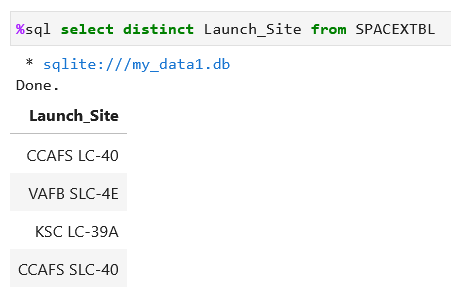 %sql select distinct Launch_Site from SPACEXTBL
* sqlite:///my_data1.db
Done.
Launch_Site
CCAFS LC-40
VAFB SLC-4E
KSC LC-39A
CCAFS SLC-40